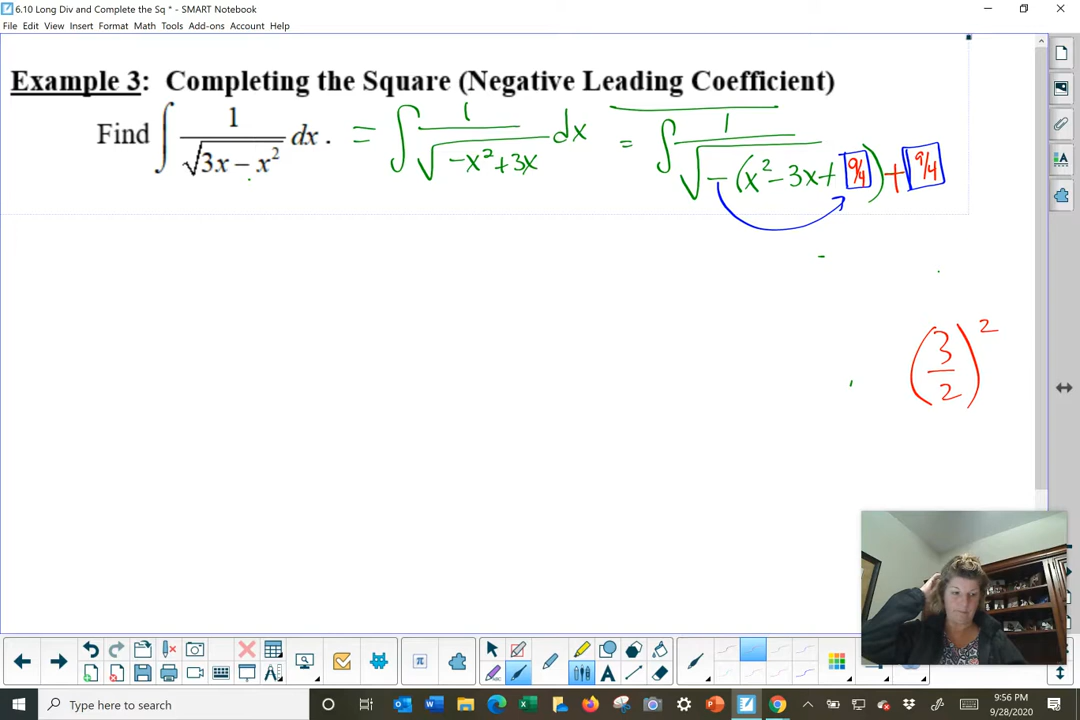 6.10 Long Div and Complete the Sq * - SMART Notebook
File Edit View Insert Format Math Tools Add-ons Account Help
Example 3: Completing the Square (Negative Leading Coefficient)
Find ∫ 1/√(3x − x²) dx . = ∫ 1/√(-x²+3x) dx = ∫ 1/√(-(x²-3x+9/4)+9/4)
(3/2)²
Type here to search
9:56 PM
9/28/2020